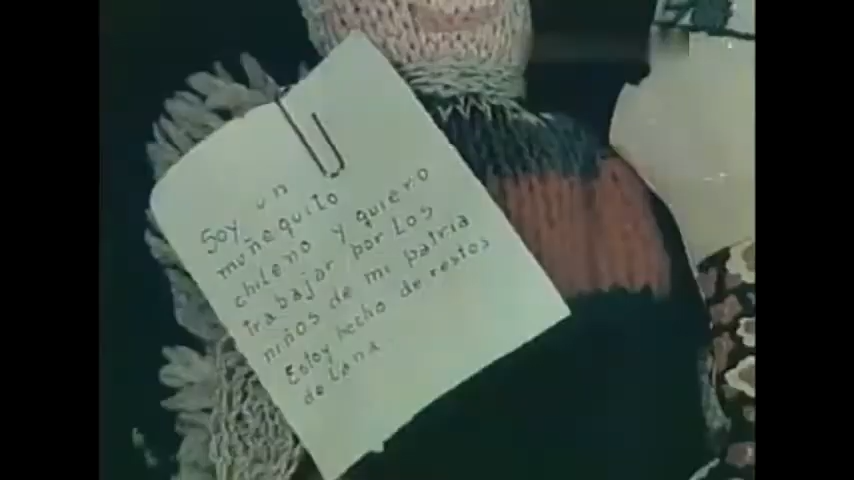 Soy un
muñequito
chileno y quiero
trabajar por los
niños de mi patria
Estoy hecho de restos
de lana